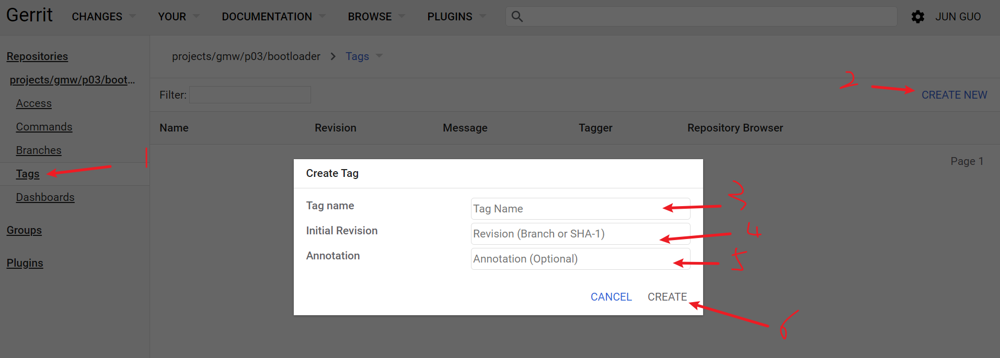 Gerrit CHANGES YOUR DOCUMENTATION BROWSE PLUGINS JUN GUO
Repositories
projects/gmw/p03/boot...
Access
Commands
Branches
Tags
Dashboards
Groups
Plugins
projects/gmw/p03/bootloader > Tags
Filter:
CREATE NEW
Name Revision Message Tagger Repository Browser
Page 1
Create Tag
Tag name Tag Name
Initial Revision Revision (Branch or SHA-1)
Annotation Annotation (Optional)
CANCEL CREATE
1
2
3
4
5
6